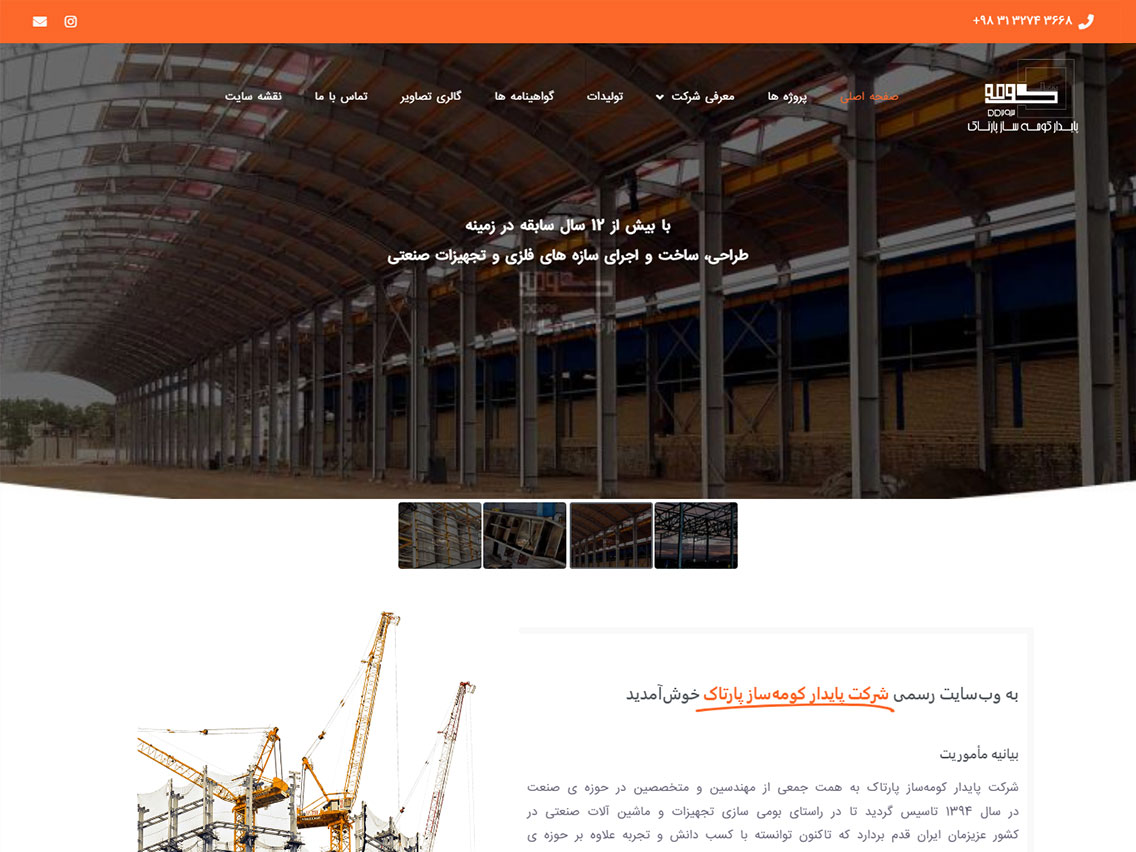 +۹۸ ۳۱ ۳۲۷۴ ۳۶۶۸
کومه
پایدار کومه ساز پارتاک
صفحه اصلی
پروژه ها
معرفی شرکت
تولیدات
گواهینامه ها
گالری تصاویر
تماس با ما
نقشه سایت
با بیش از ۱۲ سال سابقه در زمینه
طراحی، ساخت و اجرای سازه های فلزی و تجهیزات صنعتی
به وب‌سایت رسمی شرکت پایدار کومه‌ساز پارتاک خوش‌آمدید
بیانیه مأموریت
شرکت پایدار کومه‌ساز پارتاک به همت جمعی از مهندسین و متخصصین در حوزه ی صنعت
در سال ۱۳۹۴ تاسیس گردید تا در راستای بومی سازی تجهیزات و ماشین آلات صنعتی در
کشور عزیزمان ایران قدم بردارد که تاکنون توانسته با کسب دانش و تجربه علاوه بر حوزه ی